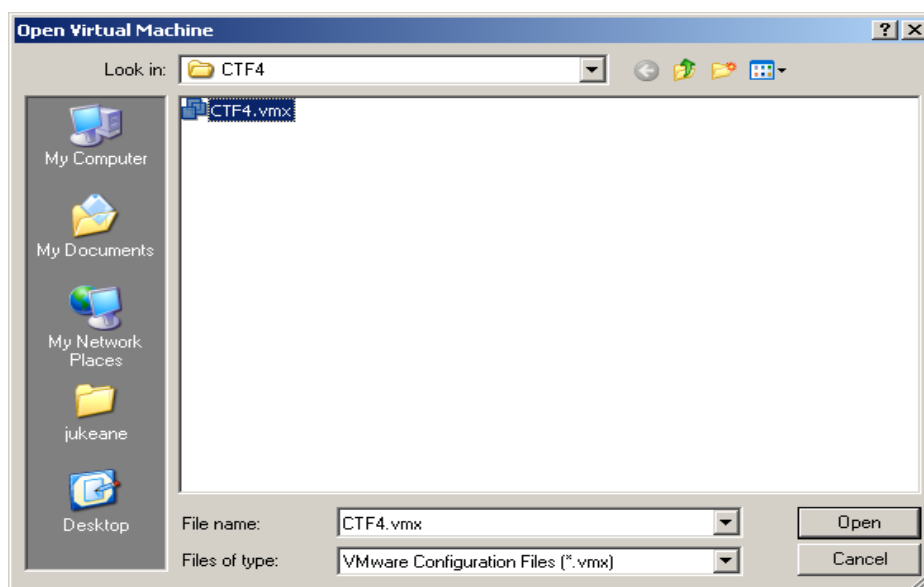 Open Virtual Machine
Look in:
CTF4
CTF4.vmx
My Computer
My Documents
My Network
Places
jukeane
Desktop
File name:
CTF4.vmx
Open
Files of type:
VMware Configuration Files (*.vmx)
Cancel